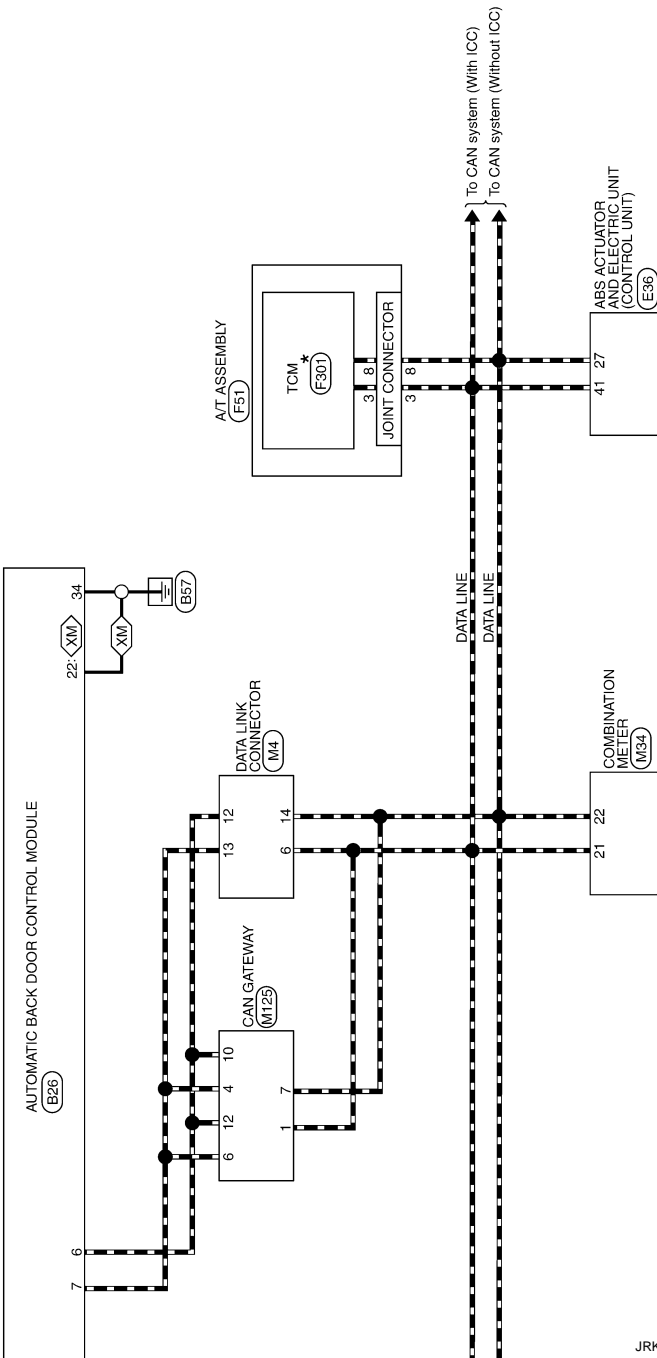 AUTOMATIC BACK DOOR CONTROL MODULE
B26
7
6
22:
XM
34
XM
B57
CAN GATEWAY
M125
6
12
4
10
1
7
DATA LINK
CONNECTOR
M4
13
12
6
14
A/T ASSEMBLY
F51
TCM
*
F301
3
8
JOINT CONNECTOR
3
8
DATA LINE
DATA LINE
To CAN system (With ICC)
To CAN system (Without ICC)
COMBINATION
METER
M34
21
22
ABS ACTUATOR
AND ELECTRIC UNIT
(CONTROL UNIT)
E36
41
27
JRK